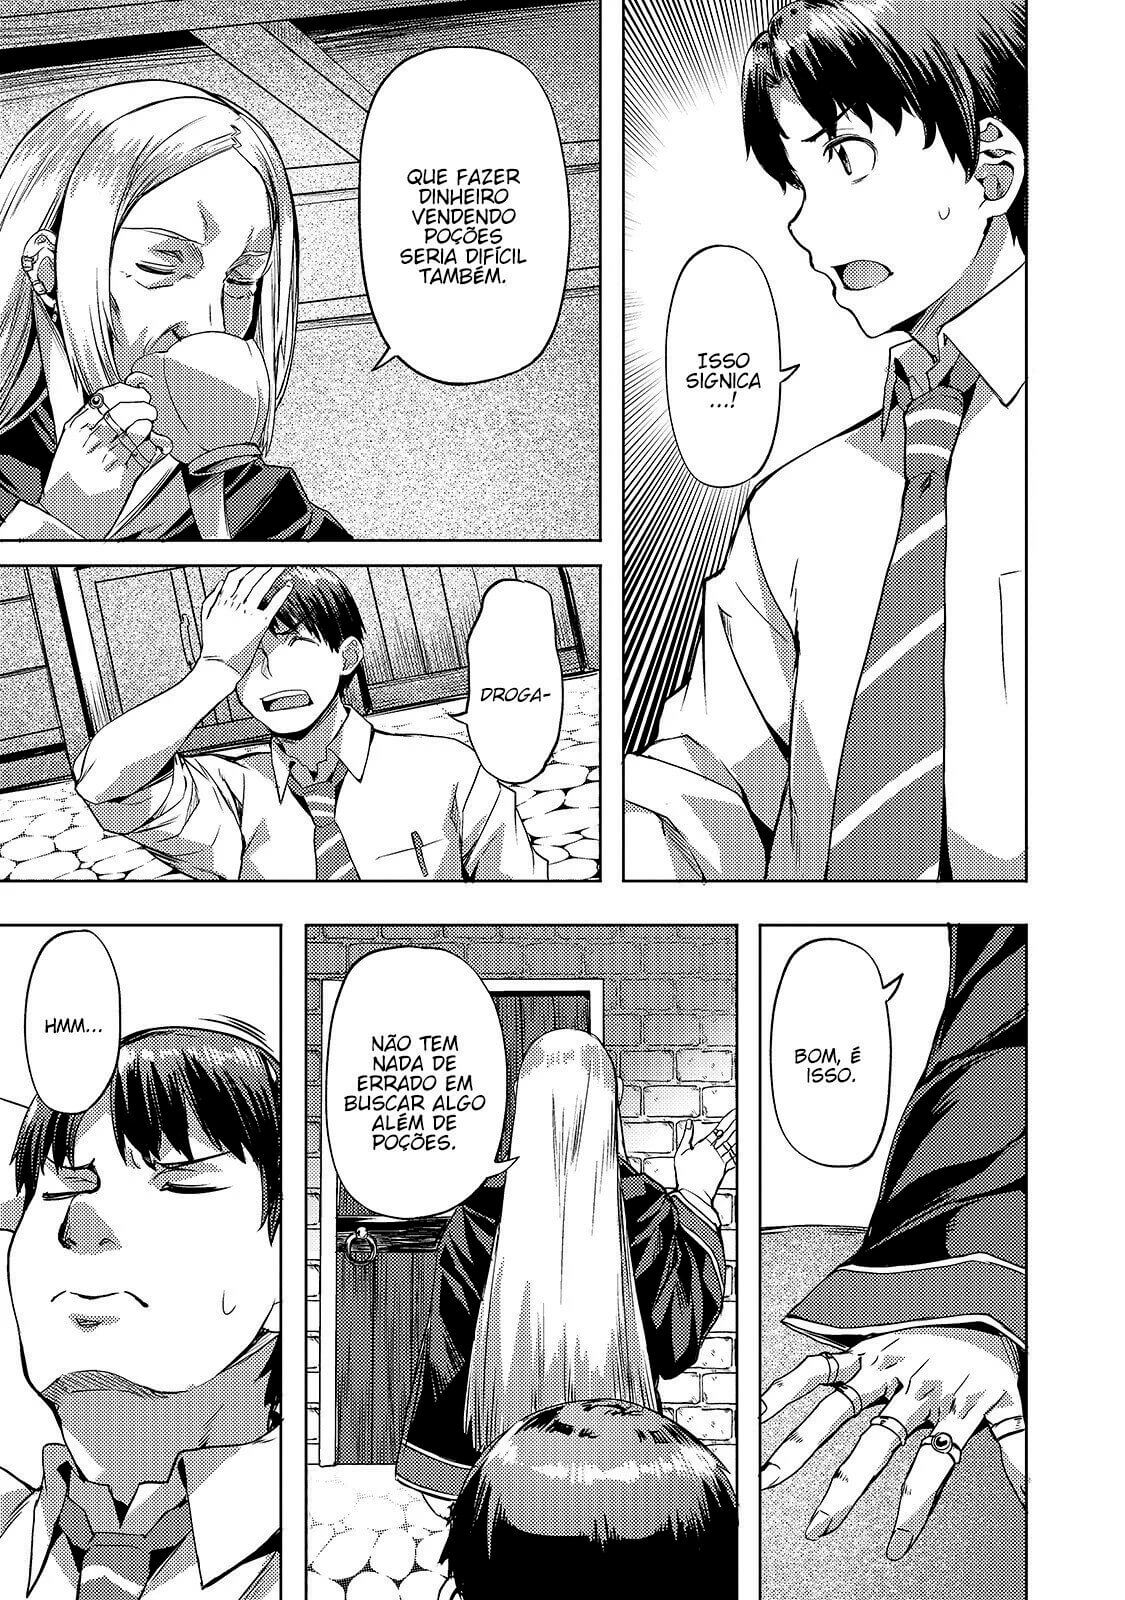 ISSO
SIGNICA
...!
QUE FAZER
DINHEIRO
VENDENDO
POÇÕES
SERIA DIFÍCIL
TAMBÉM.
DROGA-
BOM, É
ISSO.
NÃO TEM
NADA DE
ERRADO EM
BUSCAR ALGO
ALÉM DE
POÇÕES.
HMM...